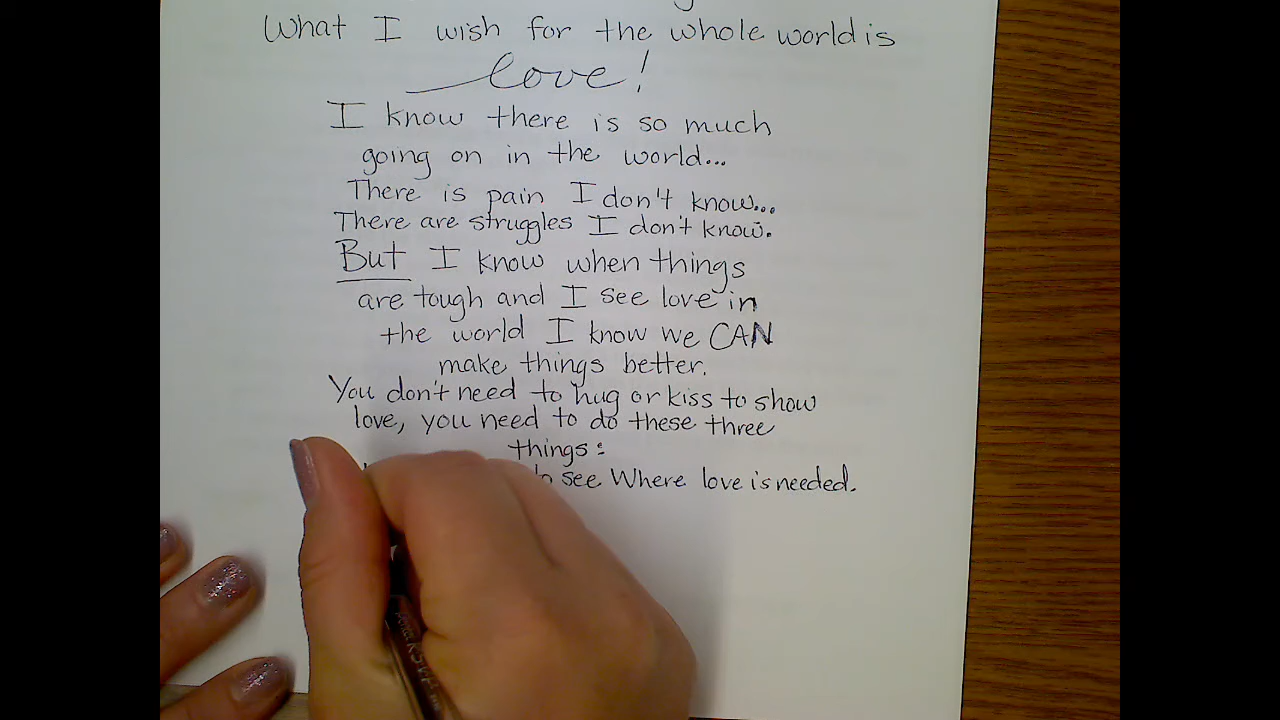 What I wish for the whole world is
love!
I know there is so much
going on in the world...
There is pain I don't know...
There are struggles I don't know.
But I know when things
are tough and I see love in
the world I know we CAN
make things better.
You don't need to hug or kiss to show
love, you need to do these three
things:
see Where love is needed.